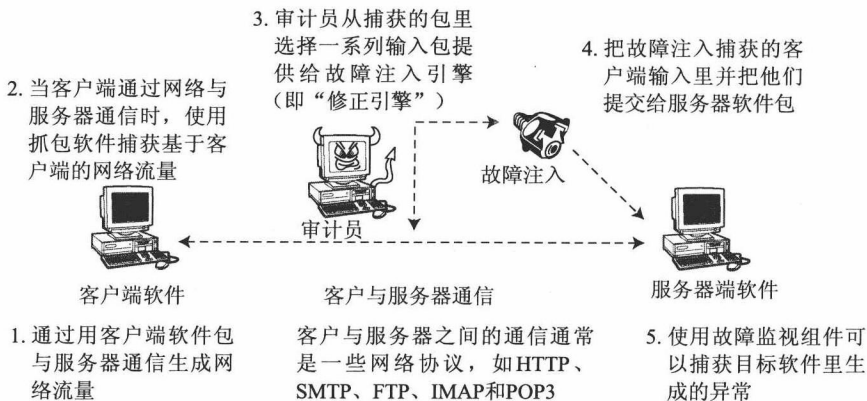 3. 审计员从捕获的包里
选择一系列输入包提
供给故障注入引擎
（即“修正引擎”）
4. 把故障注入捕获的客
户端输入里并把他们
提交给服务器软件包
2. 当客户端通过网络与
服务器通信时，使用
抓包软件捕获基于客
户端的网络流量
故障注入
审计员
客户端软件
客户与服务器通信
服务器端软件
1. 通过用客户端软件包
与服务器通信生成网
络流量
客户与服务器之间的通信通常
是一些网络协议，如HTTP、
SMTP、FTP、IMAP和POP3
5. 使用故障监视组件可
以捕获目标软件里生
成的异常